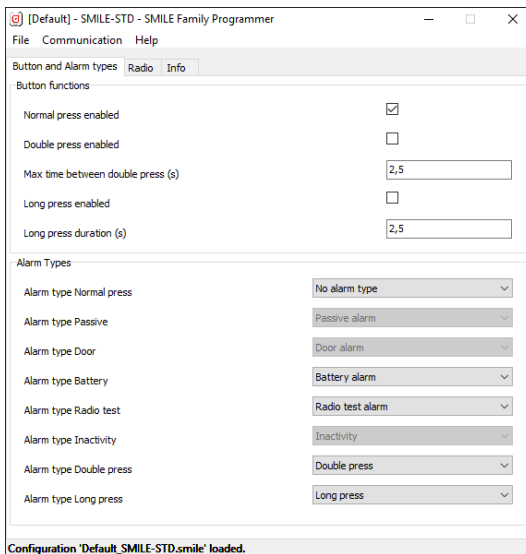 [Default] - SMILE-STD - SMILE Family Programmer
File Communication Help
Button and Alarm types Radio Info
Button functions
Normal press enabled
Double press enabled
Max time between double press (s) 2,5
Long press enabled
Long press duration (s) 2,5
Alarm Types
Alarm type Normal press No alarm type
Alarm type Passive Passive alarm
Alarm type Door Door alarm
Alarm type Battery Battery alarm
Alarm type Radio test Radio test alarm
Alarm type Inactivity Inactivity
Alarm type Double press Double press
Alarm type Long press Long press
Configuration 'Default_SMILE-STD.smile' loaded.